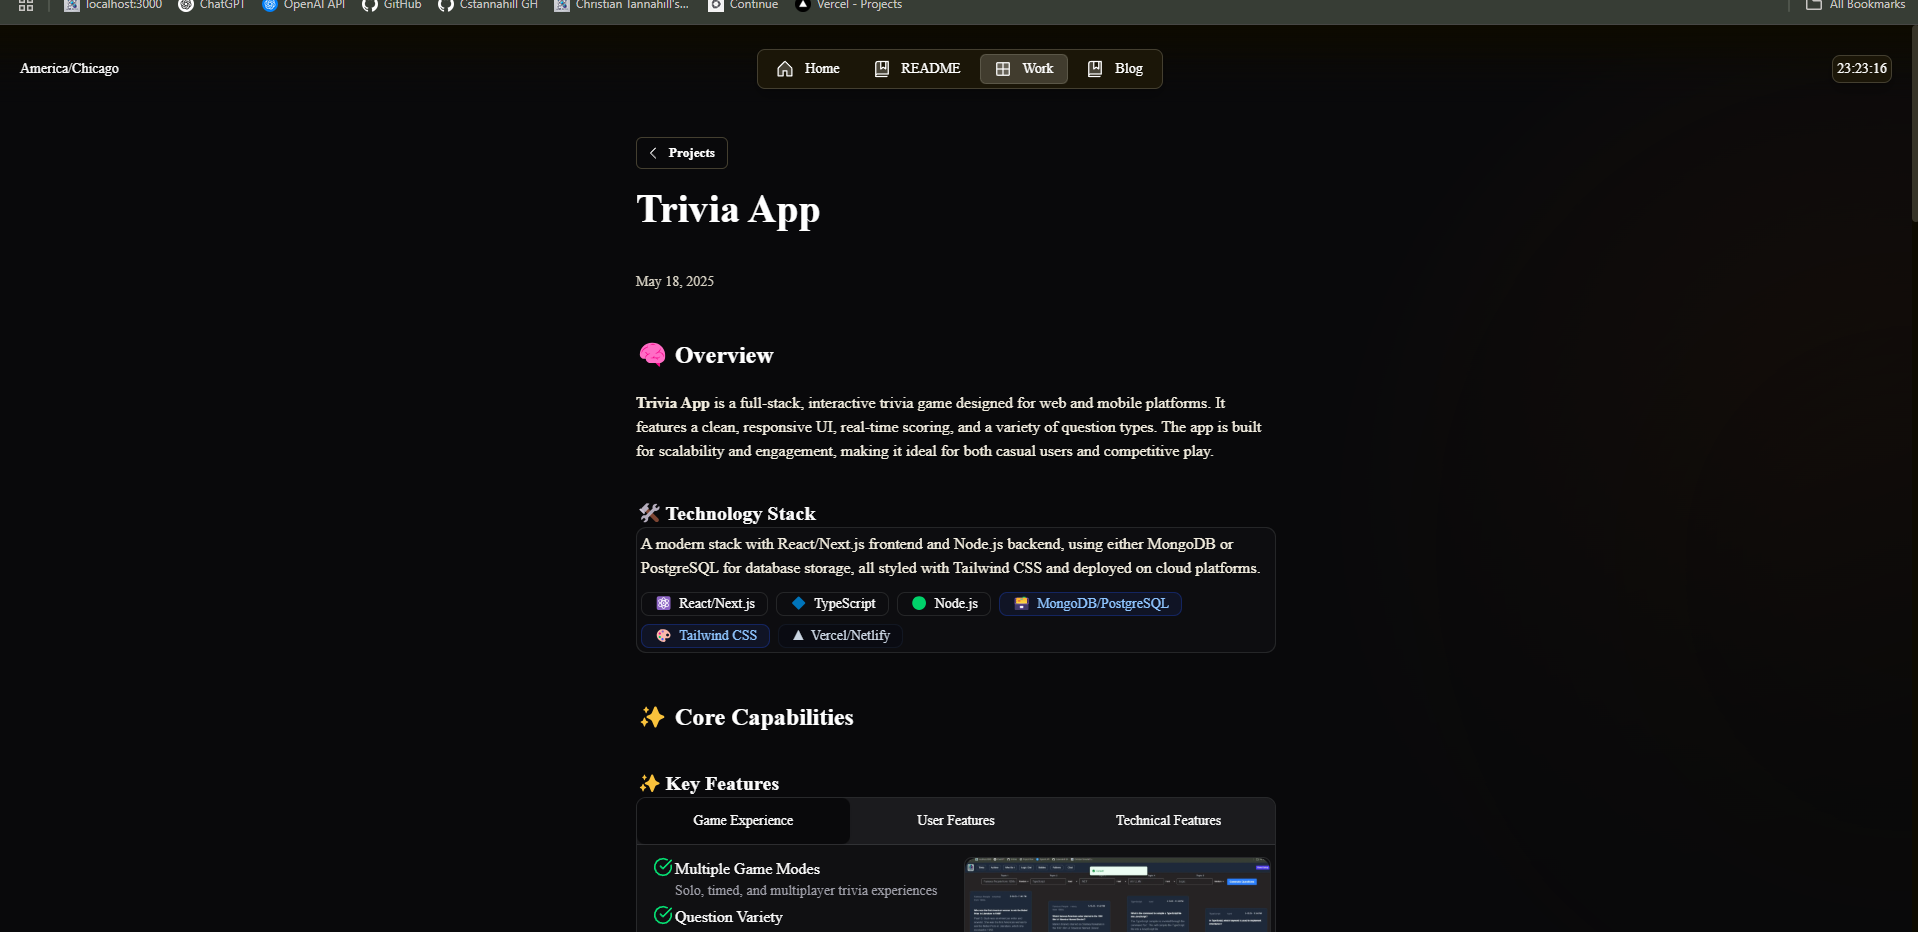 localhost:3000
ChatGPT
OpenAI API
GitHub
Cstannahill GH
Christian Tannahill's...
Continue
Vercel - Projects
All Bookmarks
America/Chicago
Home
README
Work
Blog
23:23:16
Projects
Trivia App
May 18, 2025
Overview
Trivia App is a full-stack, interactive trivia game designed for web and mobile platforms. It
features a clean, responsive UI, real-time scoring, and a variety of question types. The app is built
for scalability and engagement, making it ideal for both casual users and competitive play.
Technology Stack
A modern stack with React/Next.js frontend and Node.js backend, using either MongoDB or
PostgreSQL for database storage, all styled with Tailwind CSS and deployed on cloud platforms.
React/Next.js
TypeScript
Node.js
MongoDB/PostgreSQL
Tailwind CSS
Vercel/Netlify
Core Capabilities
Key Features
Game Experience
User Features
Technical Features
Multiple Game Modes
Solo, timed, and multiplayer trivia experiences
Question Variety